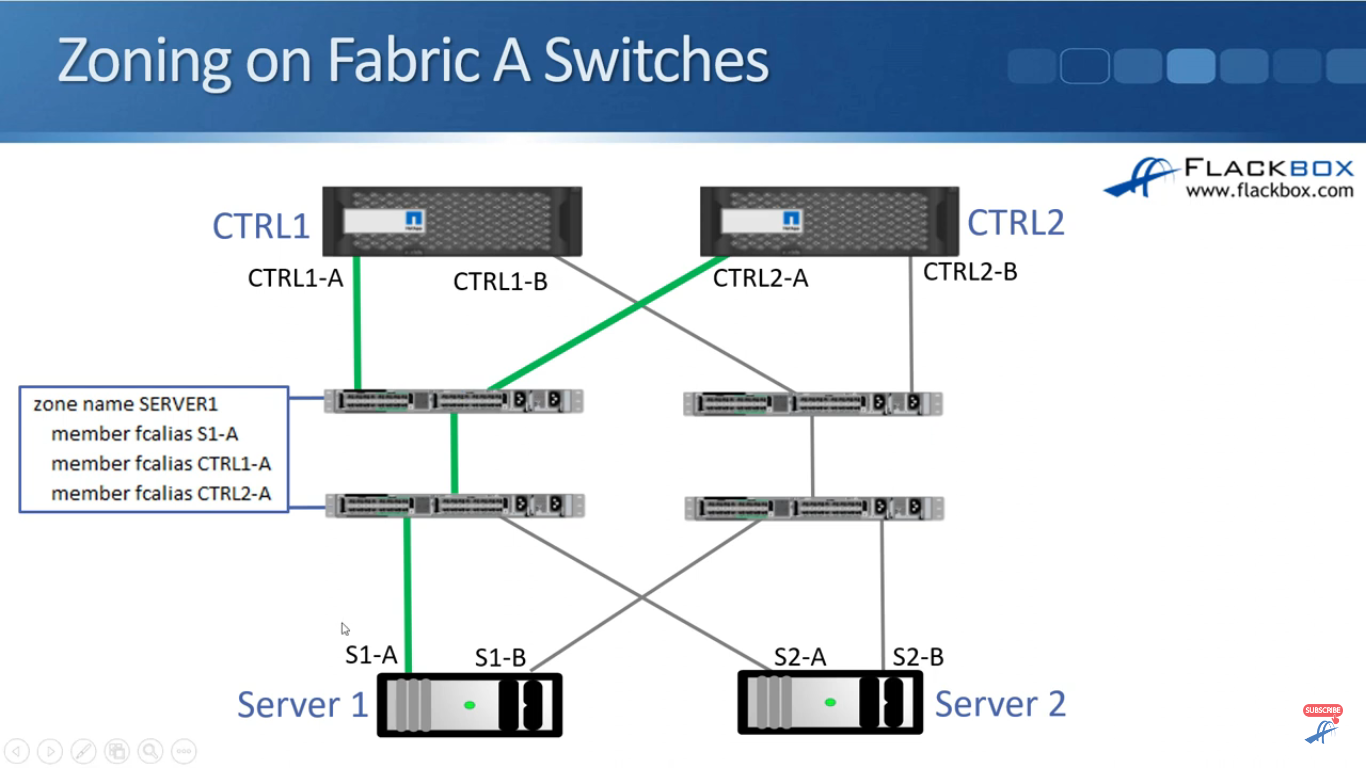 Zoning on Fabric A Switches
FLACKBOX
www.flackbox.com
CTRL1
CTRL2
CTRL1-A
CTRL1-B
CTRL2-A
CTRL2-B
zone name SERVER1
member fcalias S1-A
member fcalias CTRL1-A
member fcalias CTRL2-A
S1-A
S1-B
S2-A
S2-B
Server 1
Server 2
SUBSCRIBE